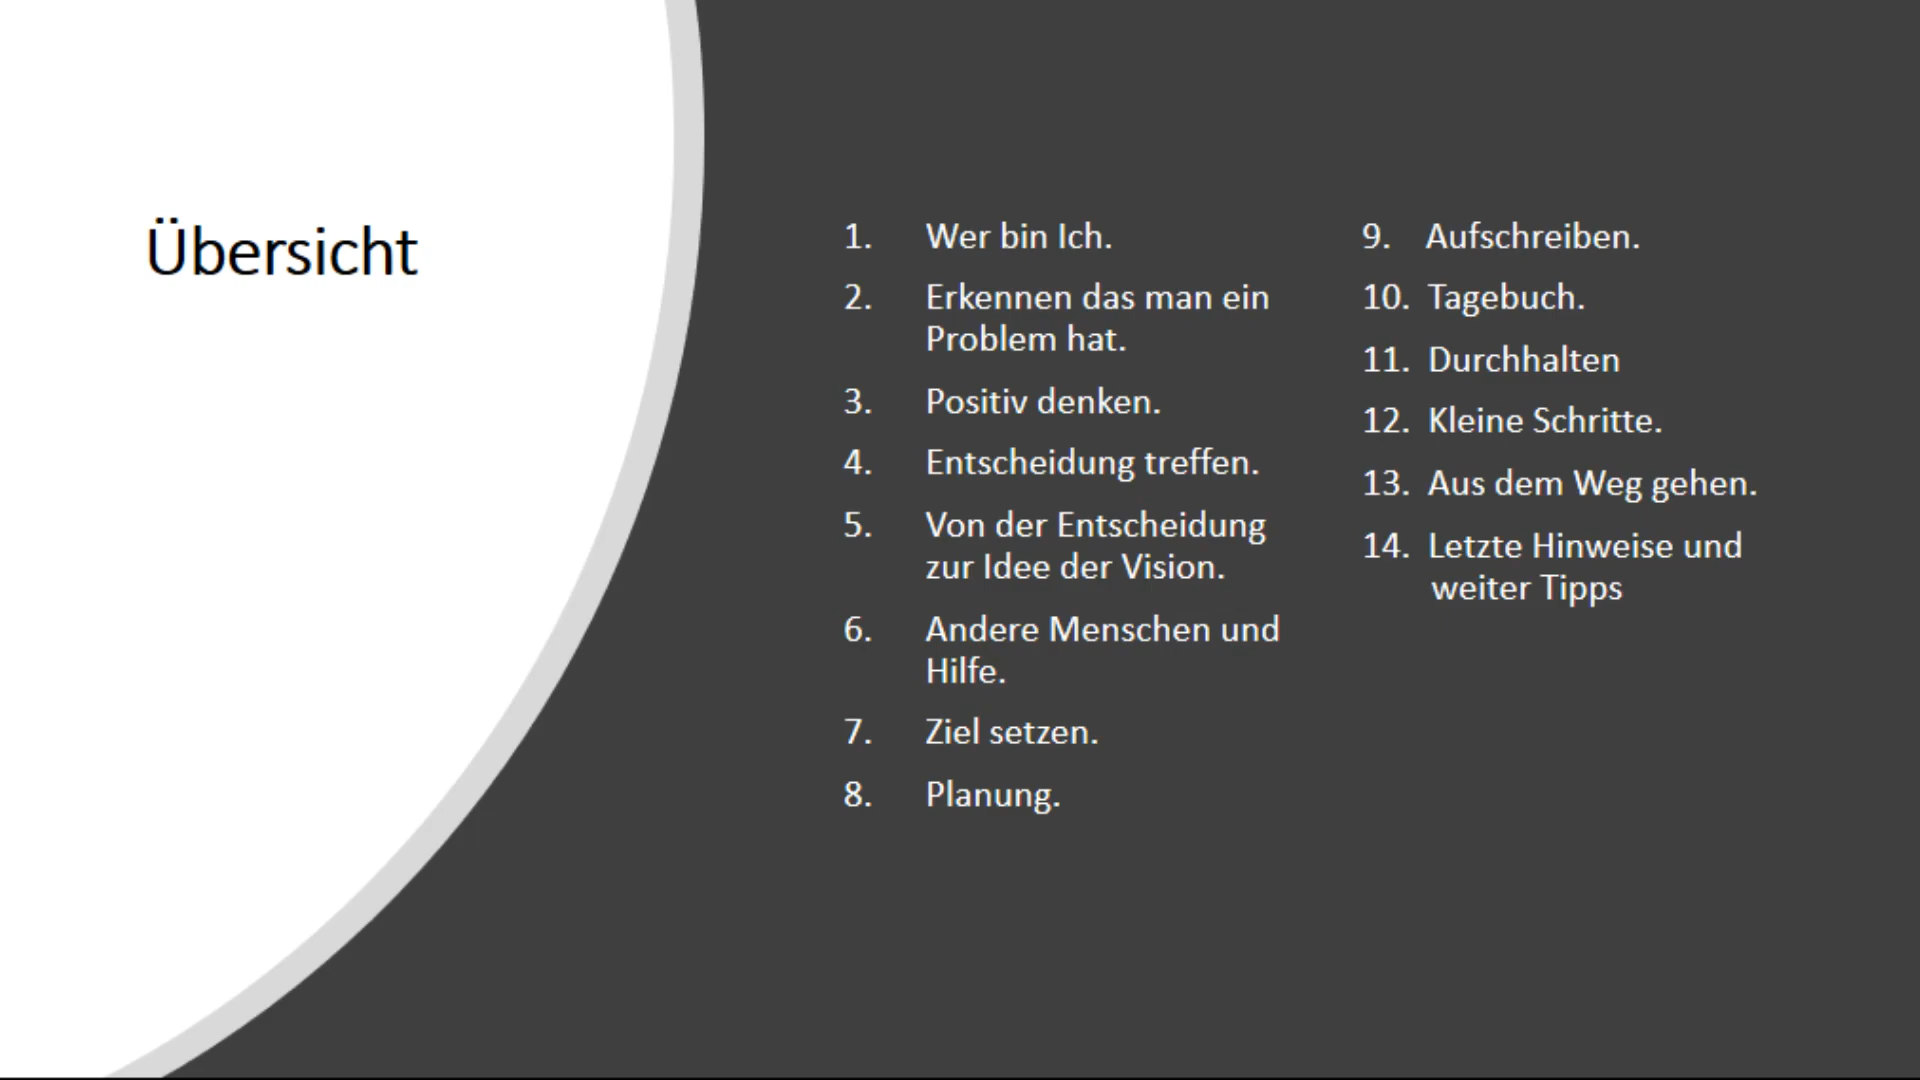 Übersicht
1. Wer bin Ich.
2. Erkennen das man ein
Problem hat.
3. Positiv denken.
4. Entscheidung treffen.
5. Von der Entscheidung
zur Idee der Vision.
6. Andere Menschen und
Hilfe.
7. Ziel setzen.
8. Planung.
9. Aufschreiben.
10. Tagebuch.
11. Durchhalten
12. Kleine Schritte.
13. Aus dem Weg gehen.
14. Letzte Hinweise und
weiter Tipps